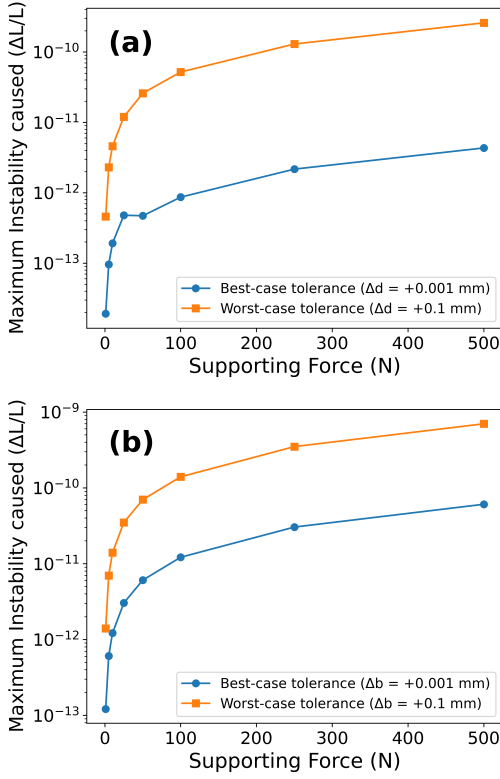 Maximum Instability caused (ΔL/L)
(a)
10⁻¹⁰
10⁻¹¹
10⁻¹²
10⁻¹³
Best-case tolerance (Δd = +0.001 mm)
Worst-case tolerance (Δd = +0.1 mm)
0 100 200 300 400 500
Supporting Force (N)
Maximum Instability caused (ΔL/L)
(b)
10⁻⁹
10⁻¹⁰
10⁻¹¹
10⁻¹²
10⁻¹³
Best-case tolerance (Δb = +0.001 mm)
Worst-case tolerance (Δb = +0.1 mm)
0 100 200 300 400 500
Supporting Force (N)